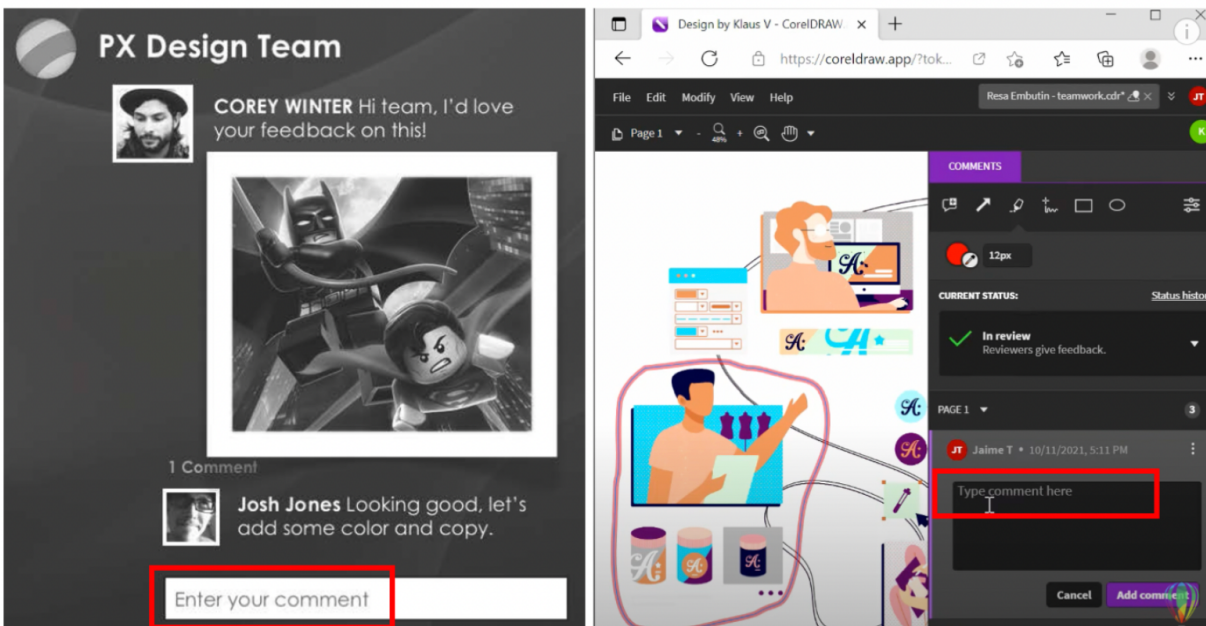 PX Design Team
COREY WINTER Hi team, I'd love
your feedback on this!
1 Comment
Josh Jones Looking good, let's
add some color and copy.
Enter your comment
Design by Klaus V - CorelDRAW.
https://coreldraw.app/?tok...
File Edit Modify View Help
Resa Embutin - teamwork.cdr*
JT
Page 1
48%
K
COMMENTS
12px
CURRENT STATUS:
Status histor
In review
Reviewers give feedback.
PAGE 1
3
JT Jaime T • 10/11/2021, 5:11 PM
Type comment here
Cancel
Add comment